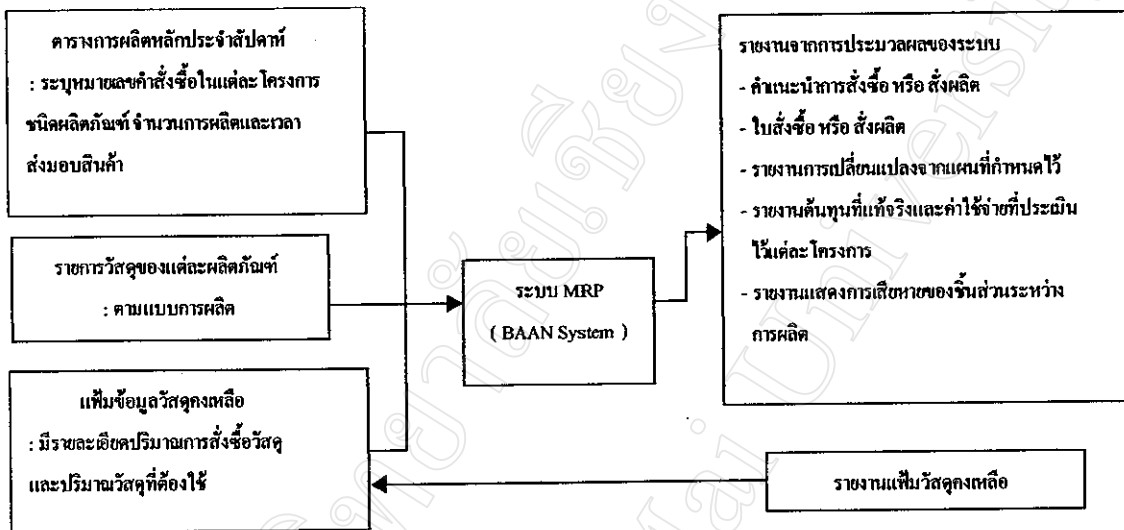 ตารางการผลิตหลักประจำสัปดาห์
: ระบุหมายเลขคำสั่งซื้อในแต่ละโครงการ
ชนิดผลิตภัณฑ์ จำนวนการผลิตและเวลา
ส่งมอบสินค้า
รายการวัสดุของแต่ละผลิตภัณฑ์
: ตามแบบการผลิต
แฟ้มข้อมูลวัสดุคงเหลือ
: มีรายละเอียดปริมาณการสั่งซื้อวัสดุ
และปริมาณวัสดุที่ต้องใช้
ระบบ MRP
( BAAN System )
รายงานจากการประมวลผลของระบบ
- คำแนะนำการสั่งซื้อ หรือ สั่งผลิต
- ใบสั่งซื้อ หรือ สั่งผลิต
- รายงานการเปลี่ยนแปลงจากแผนที่กำหนดไว้
- รายงานต้นทุนที่แท้จริงและค่าใช้จ่ายที่ประเมิน
ไว้แต่ละโครงการ
- รายงานแสดงการเสียหายของชิ้นส่วนระหว่าง
การผลิต
รายงานแฟ้มวัสดุคงเหลือ